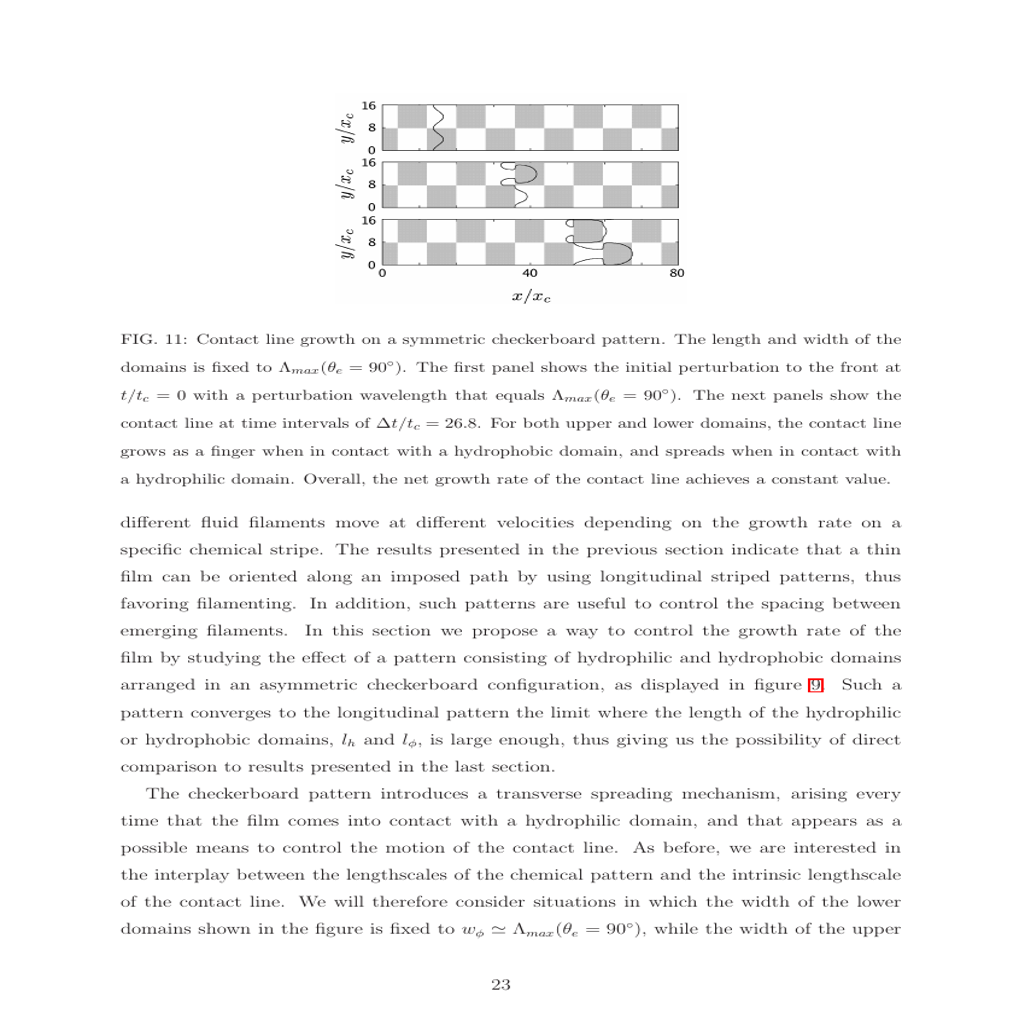 16
8
0
y/x_c
16
8
0
y/x_c
16
8
0
y/x_c
0 40 80
x/x_c
FIG. 11: Contact line growth on a symmetric checkerboard pattern. The length and width of the
domains is fixed to Λ_max(θ_e = 90°). The first panel shows the initial perturbation to the front at
t/t_c = 0 with a perturbation wavelength that equals Λ_max(θ_e = 90°). The next panels show the
contact line at time intervals of Δt/t_c = 26.8. For both upper and lower domains, the contact line
grows as a finger when in contact with a hydrophobic domain, and spreads when in contact with
a hydrophilic domain. Overall, the net growth rate of the contact line achieves a constant value.
different fluid filaments move at different velocities depending on the growth rate on a
specific chemical stripe. The results presented in the previous section indicate that a thin
film can be oriented along an imposed path by using longitudinal striped patterns, thus
favoring filamenting. In addition, such patterns are useful to control the spacing between
emerging filaments. In this section we propose a way to control the growth rate of the
film by studying the effect of a pattern consisting of hydrophilic and hydrophobic domains
arranged in an asymmetric checkerboard configuration, as displayed in figure 9. Such a
pattern converges to the longitudinal pattern the limit where the length of the hydrophilic
or hydrophobic domains, l_h and l_ϕ, is large enough, thus giving us the possibility of direct
comparison to results presented in the last section.
The checkerboard pattern introduces a transverse spreading mechanism, arising every
time that the film comes into contact with a hydrophilic domain, and that appears as a
possible means to control the motion of the contact line. As before, we are interested in
the interplay between the lengthscales of the chemical pattern and the intrinsic lengthscale
of the contact line. We will therefore consider situations in which the width of the lower
domains shown in the figure is fixed to w_ϕ ≃ Λ_max(θ_e = 90°), while the width of the upper
23